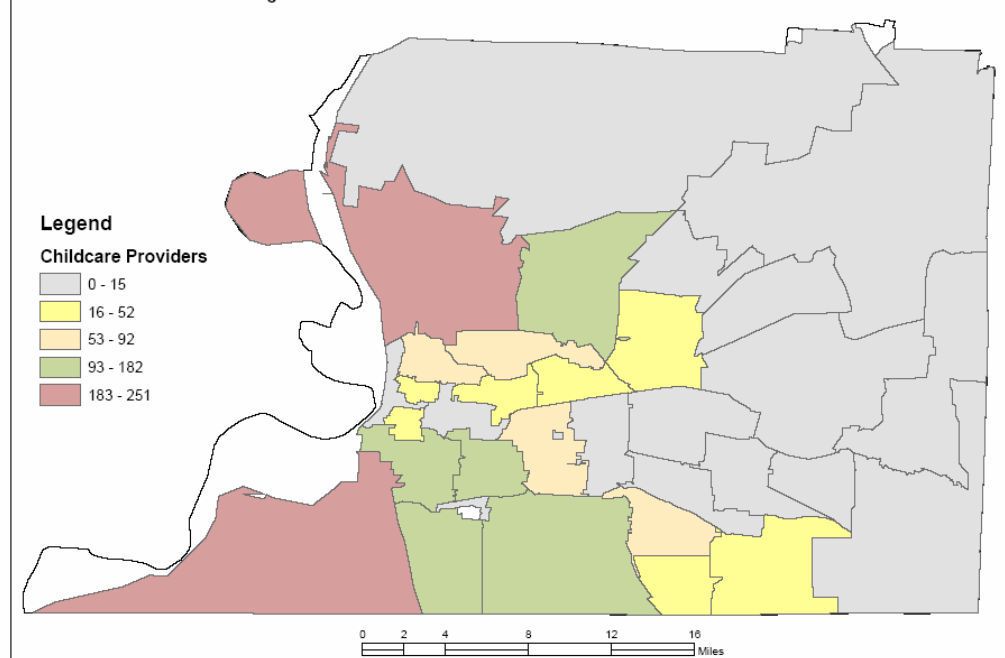 Legend
Childcare Providers
0 - 15
16 - 52
53 - 92
93 - 182
183 - 251
0 2 4 8 12 16
Miles